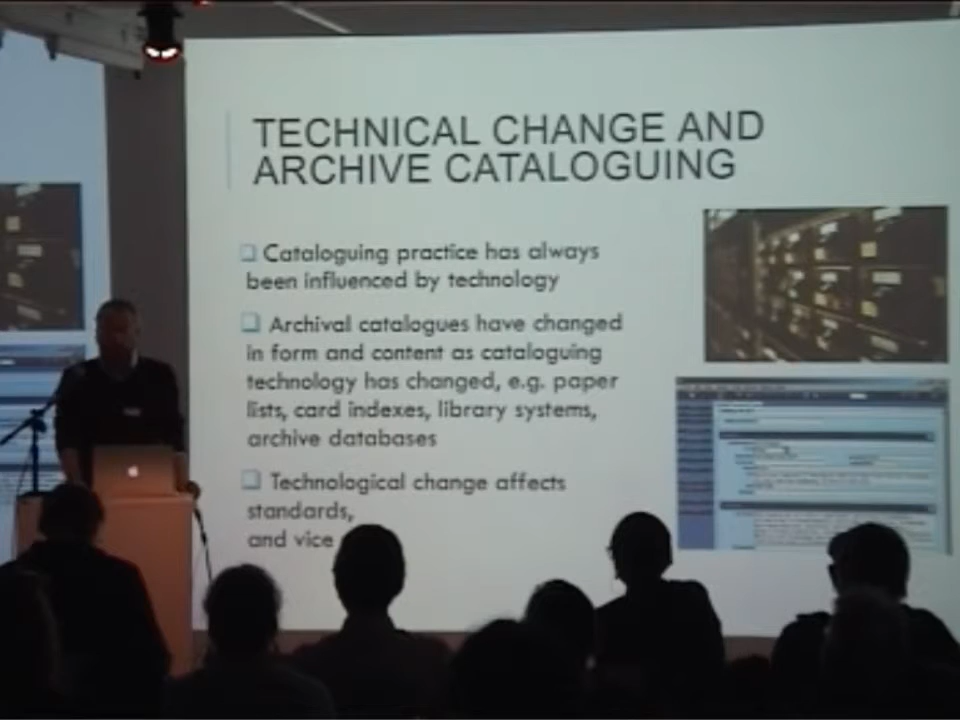 TECHNICAL CHANGE AND
ARCHIVE CATALOGUING
Cataloguing practice has always
been influenced by technology
Archival catalogues have changed
in form and content as cataloguing
technology has changed, e.g. paper
lists, card indexes, library systems,
archive databases
Technological change affects
standards,
and vice